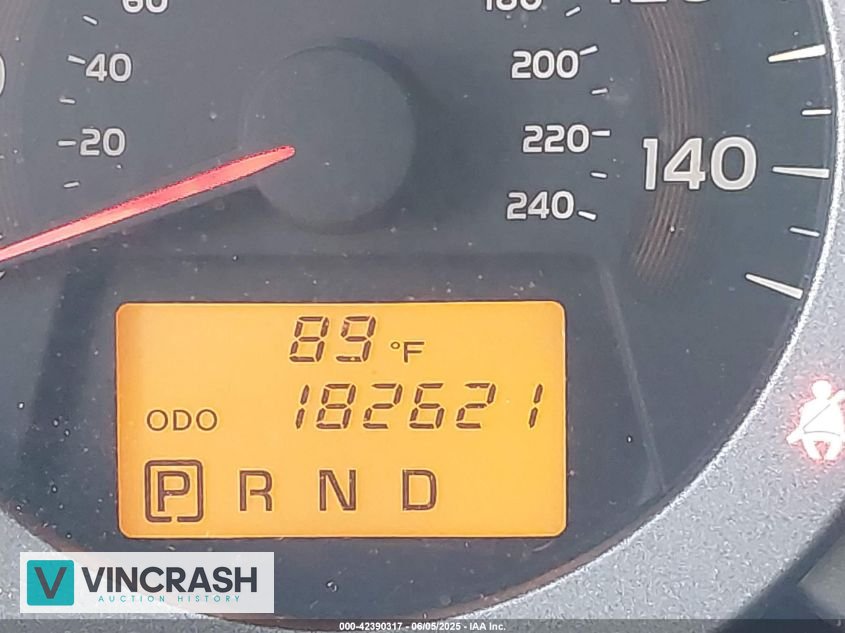 40
200
20
220
140
240
89 °F
ODO 182621
P R N D
VINCRASH
AUCTION HISTORY
000-42390317 - 06/05/2025 - IAA Inc.